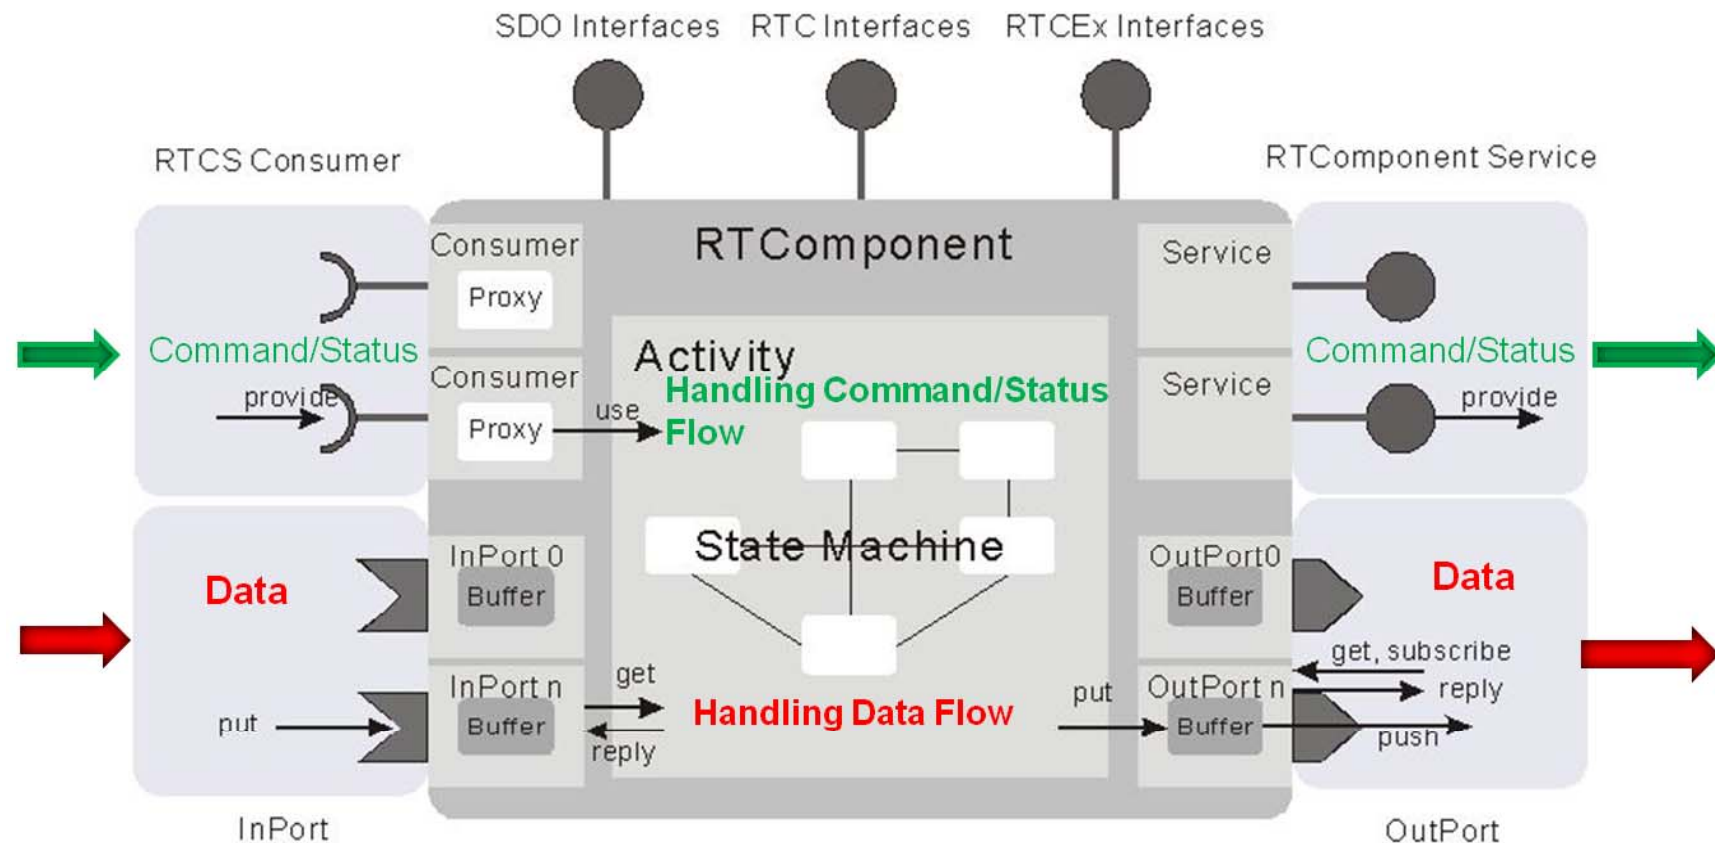 SDO Interfaces
RTC Interfaces
RTCEx Interfaces
RTCS Consumer
RTComponent Service
Consumer
Proxy
RTComponent
Service
Command/Status
Activity
Command/Status
Consumer
Proxy
provide
use
Handling Command/Status
Flow
Service
provide
State Machine
InPort 0
Buffer
Data
OutPort0
Buffer
Data
InPort n
Buffer
put
get
reply
Handling Data Flow
put
OutPort n
Buffer
get, subscribe
reply
push
InPort
OutPort